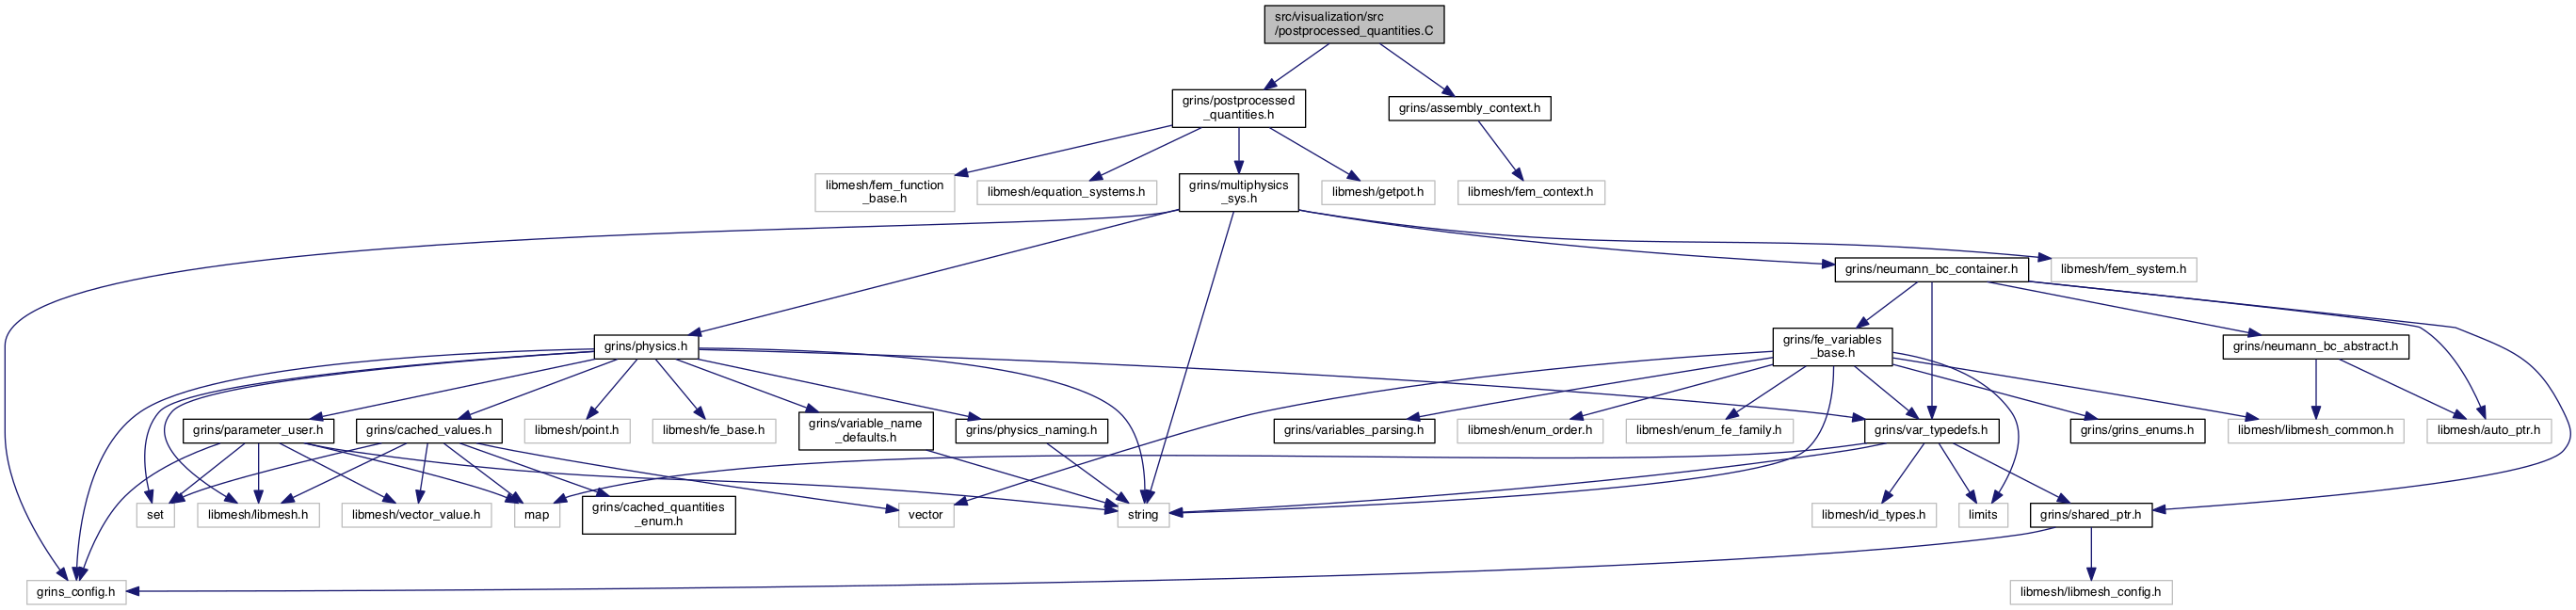 src/visualization/src
/postprocessed_quantities.C
grins/postprocessed
_quantities.h
grins/assembly_context.h
libmesh/fem_function
_base.h
libmesh/equation_systems.h
grins/multiphysics
_sys.h
libmesh/getpot.h
libmesh/fem_context.h
grins/neumann_bc_container.h
libmesh/fem_system.h
grins/physics.h
grins/fe_variables
_base.h
grins/neumann_bc_abstract.h
grins/parameter_user.h
grins/cached_values.h
libmesh/point.h
libmesh/fe_base.h
grins/variable_name
_defaults.h
grins/physics_naming.h
grins/variables_parsing.h
libmesh/enum_order.h
libmesh/enum_fe_family.h
grins/var_typedefs.h
grins/grins_enums.h
libmesh/libmesh_common.h
libmesh/auto_ptr.h
set
libmesh/libmesh.h
libmesh/vector_value.h
map
grins/cached_quantities
_enum.h
vector
string
libmesh/id_types.h
limits
grins/shared_ptr.h
grins_config.h
libmesh/libmesh_config.h